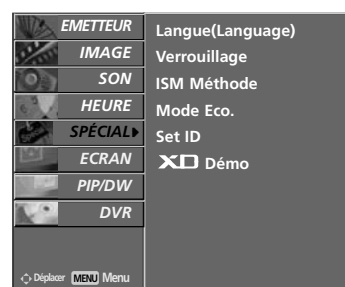 EMETTEUR
IMAGE
SON
HEURE
SPÉCIAL
ECRAN
PIP/DW
DVR
Déplacer MENU Menu
Langue(Language)
Verrouillage
ISM Méthode
Mode Eco.
Set ID
XD Démo